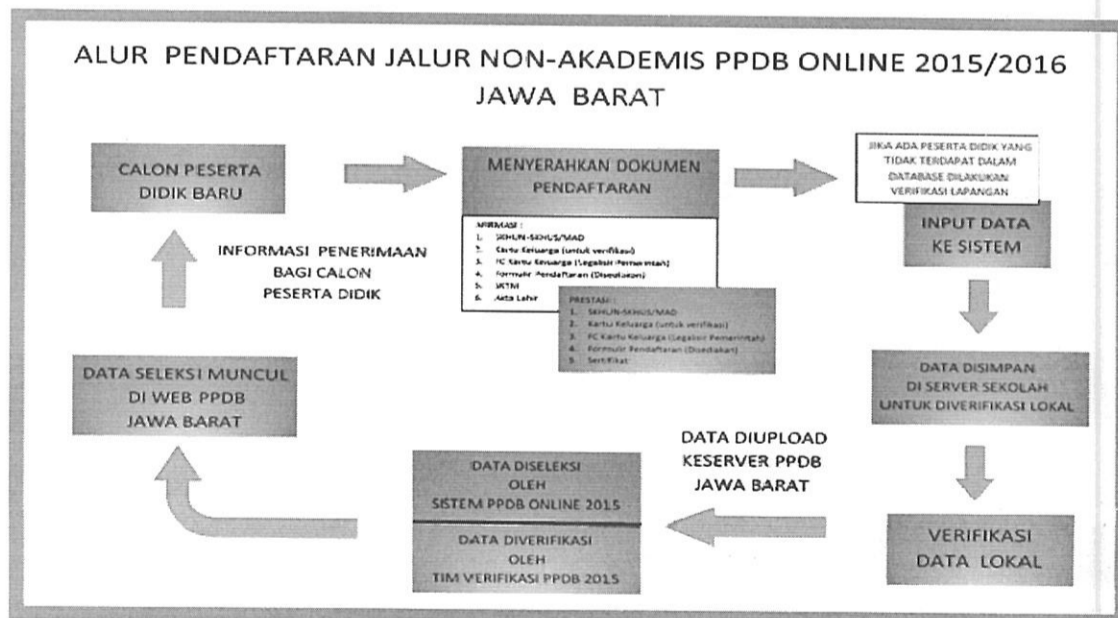 ALUR PENDAFTARAN JALUR NON-AKADEMIS PPDB ONLINE 2015/2016
JAWA BARAT
CALON PESERTA
DIDIK BARU
MENYERAHKAN DOKUMEN
PENDAFTARAN
AFIRMASI :
1. SKHUN-SKHUS/MAD
2. Kartu Keluarga (untuk verifikasi)
3. FC Kartu Keluarga (Legalisir Pemerintah)
4. Formulir Pendaftaran (Disediakan)
5. SKTM
6. Akta Lahir
PRESTASI :
1. SKHUN-SKHUS/MAD
2. Kartu Keluarga (untuk verifikasi)
3. FC Kartu Keluarga (Legalisir Pemerintah)
4. Formulir Pendaftaran (Disediakan)
5. Sertifikat
JIKA ADA PESERTA DIDIK YANG
TIDAK TERDAPAT DALAM
DATABASE DILAKUKAN
VERIFIKASI LAPANGAN
INPUT DATA
KE SISTEM
DATA DISIMPAN
DI SERVER SEKOLAH
UNTUK DIVERIFIKASI LOKAL
VERIFIKASI
DATA LOKAL
DATA DIUPLOAD
KESERVER PPDB
JAWA BARAT
DATA DISELEKSI
OLEH
SISTEM PPDB ONLINE 2015
DATA DIVERIFIKASI
OLEH
TIM VERIFIKASI PPDB 2015
DATA SELEKSI MUNCUL
DI WEB PPDB
JAWA BARAT
INFORMASI PENERIMAAN
BAGI CALON
PESERTA DIDIK